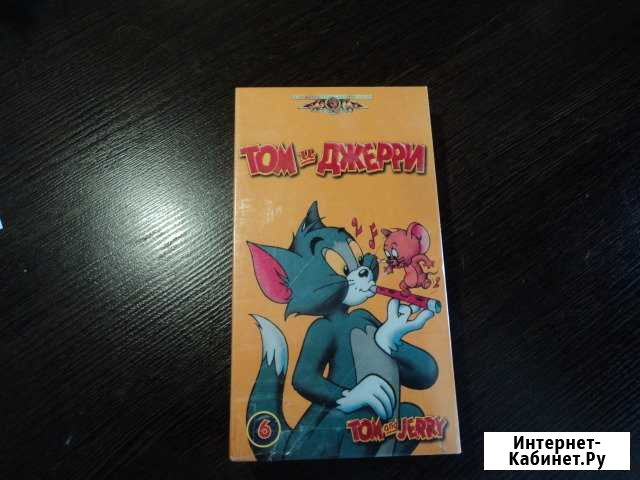 ТОМ и ДЖЕРРИ
6
TOM and JERRY
Интернет-
Кабинет.Ру